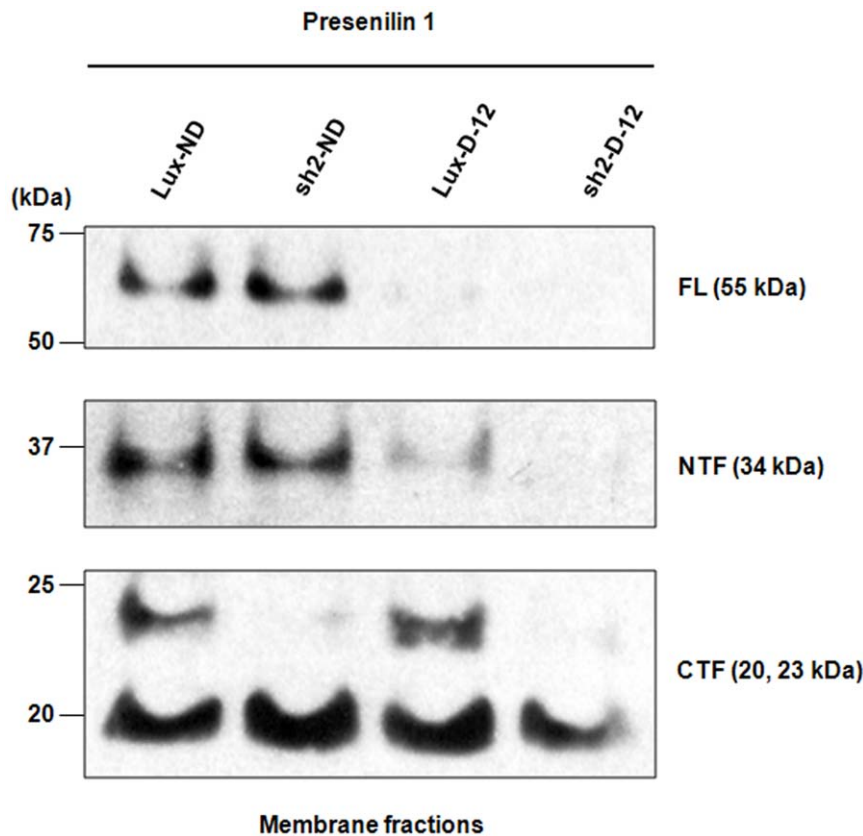 Presenilin 1
Lux-ND sh2-ND Lux-D-12 sh2-D-12
(kDa)
75
FL (55 kDa)
50
37
NTF (34 kDa)
25
CTF (20, 23 kDa)
20
Membrane fractions